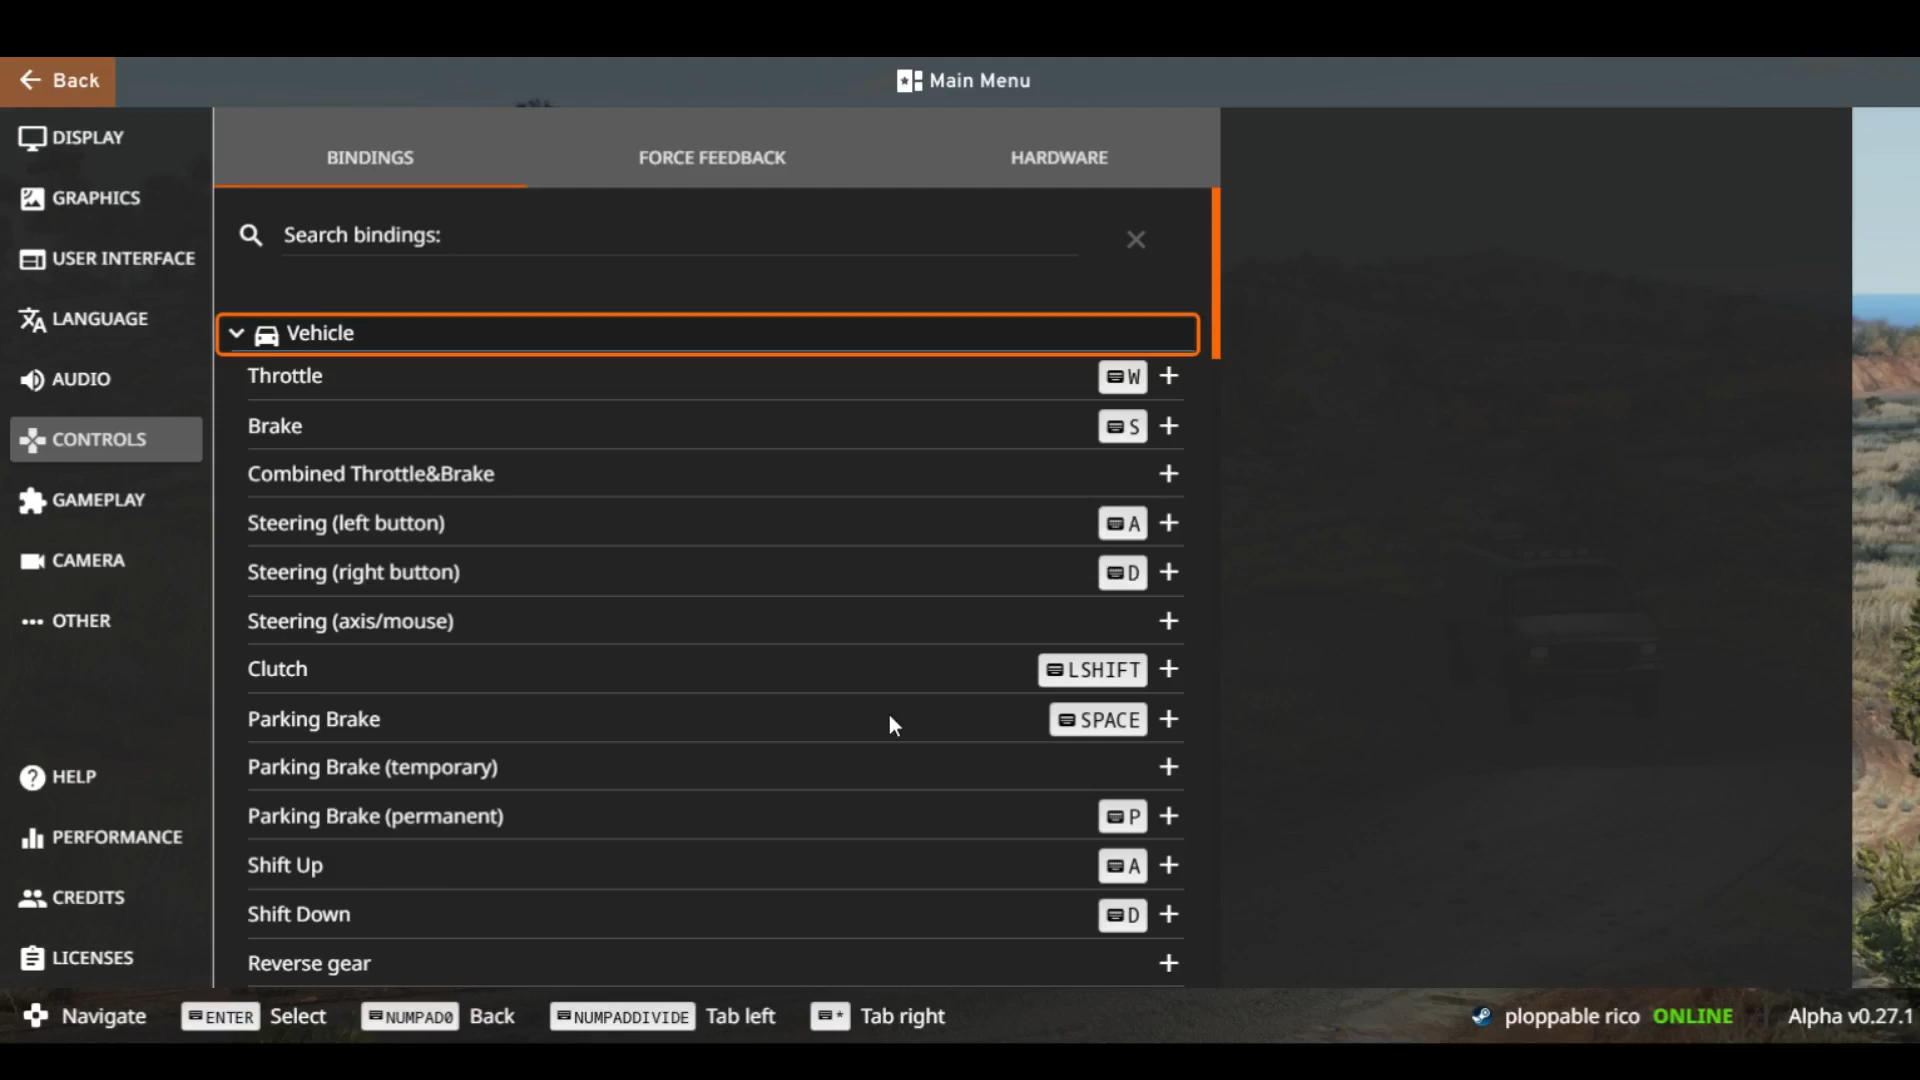 Back
Main Menu
DISPLAY
GRAPHICS
USER INTERFACE
LANGUAGE
AUDIO
CONTROLS
GAMEPLAY
CAMERA
OTHER
HELP
PERFORMANCE
CREDITS
LICENSES
BINDINGS FORCE FEEDBACK HARDWARE
Search bindings:
Vehicle
Throttle W +
Brake S +
Combined Throttle&Brake +
Steering (left button) A +
Steering (right button) D +
Steering (axis/mouse) +
Clutch LSHIFT +
Parking Brake SPACE +
Parking Brake (temporary) +
Parking Brake (permanent) P +
Shift Up A +
Shift Down D +
Reverse gear +
Navigate ENTER Select NUMPAD0 Back NUMPADDIVIDE Tab left * Tab right ploppable rico ONLINE Alpha v0.27.1